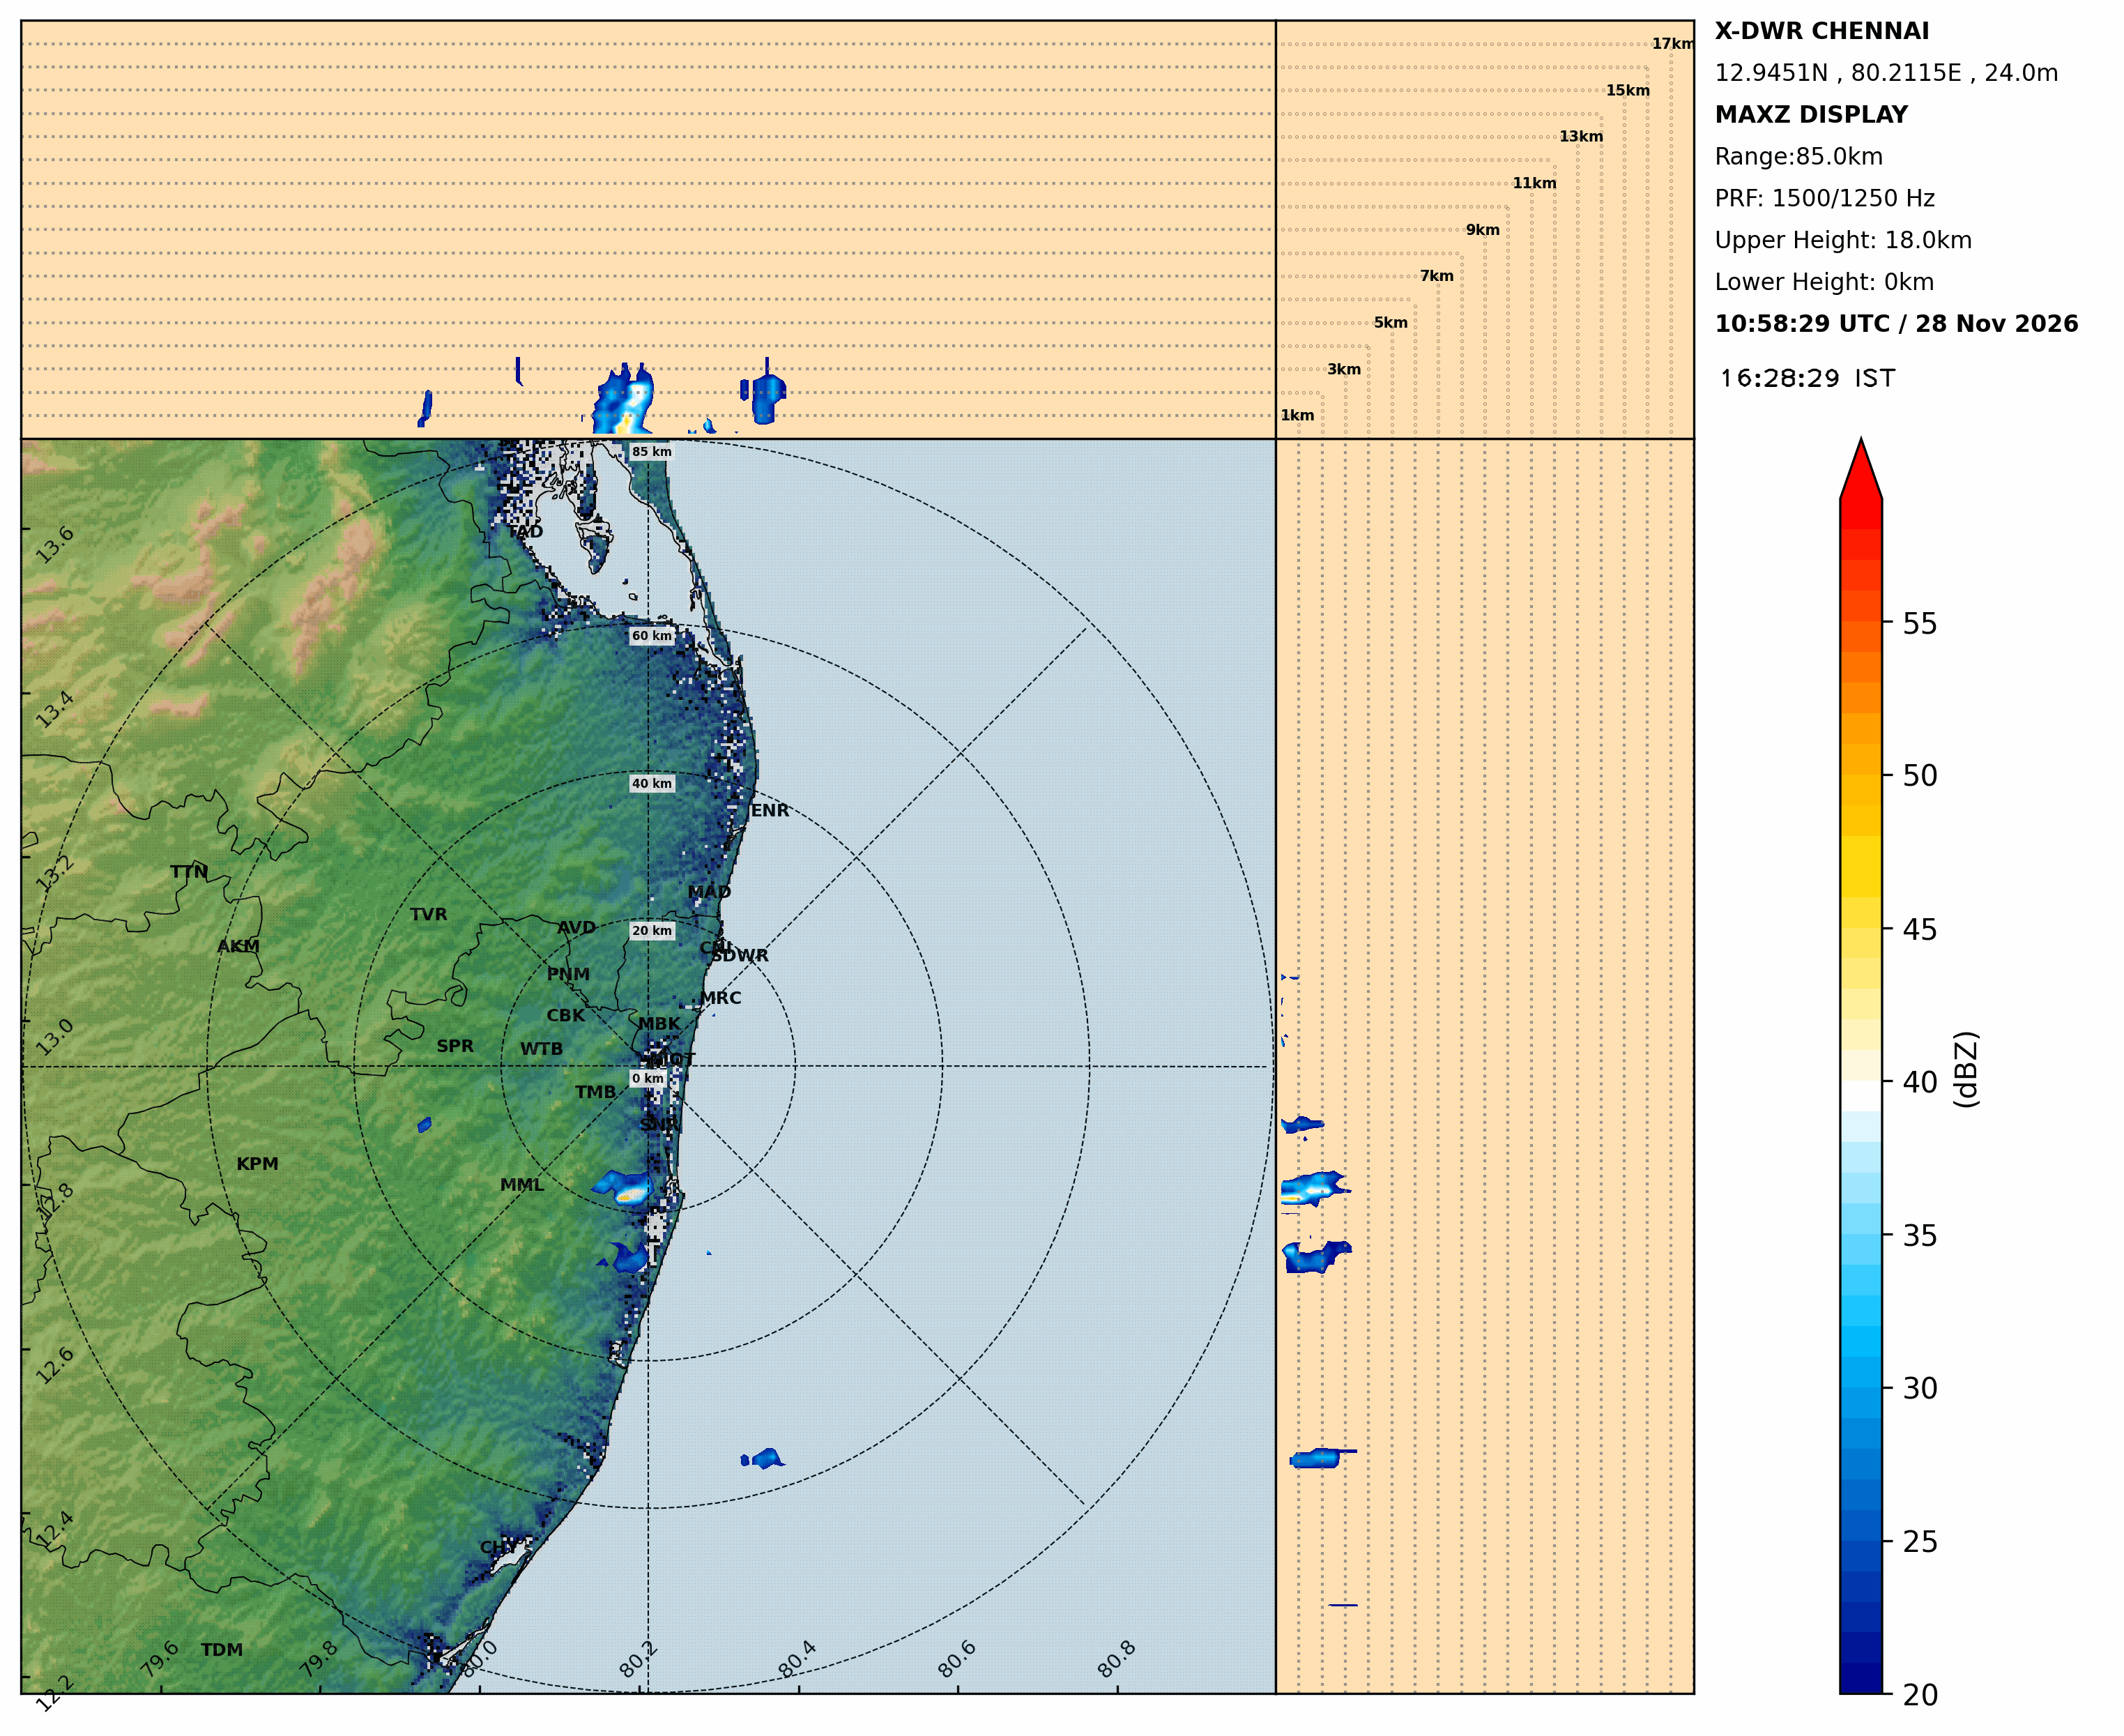 X-DWR CHENNAI
12.9451N , 80.2115E , 24.0m
MAXZ DISPLAY
Range:85.0km
PRF: 1500/1250 Hz
Upper Height: 18.0km
Lower Height: 0km
10:58:29 UTC / 28 Nov 2026
16:28:29 IST
17km
15km
13km
11km
9km
7km
5km
3km
1km
85 km
60 km
40 km
20 km
0 km
TAD
ENR
TTN
MAD
TVR
AVD
AKM
SDWR
PNM
MRC
CBK
MBK
SPR
WTB
TMB
SNR
KPM
MML
CHY
TDM
13.6
13.4
13.2
13.0
12.8
12.6
12.4
12.2
79.6
79.8
80.0
80.2
80.4
80.6
80.8
55
50
45
40
35
30
25
20
(dBZ)